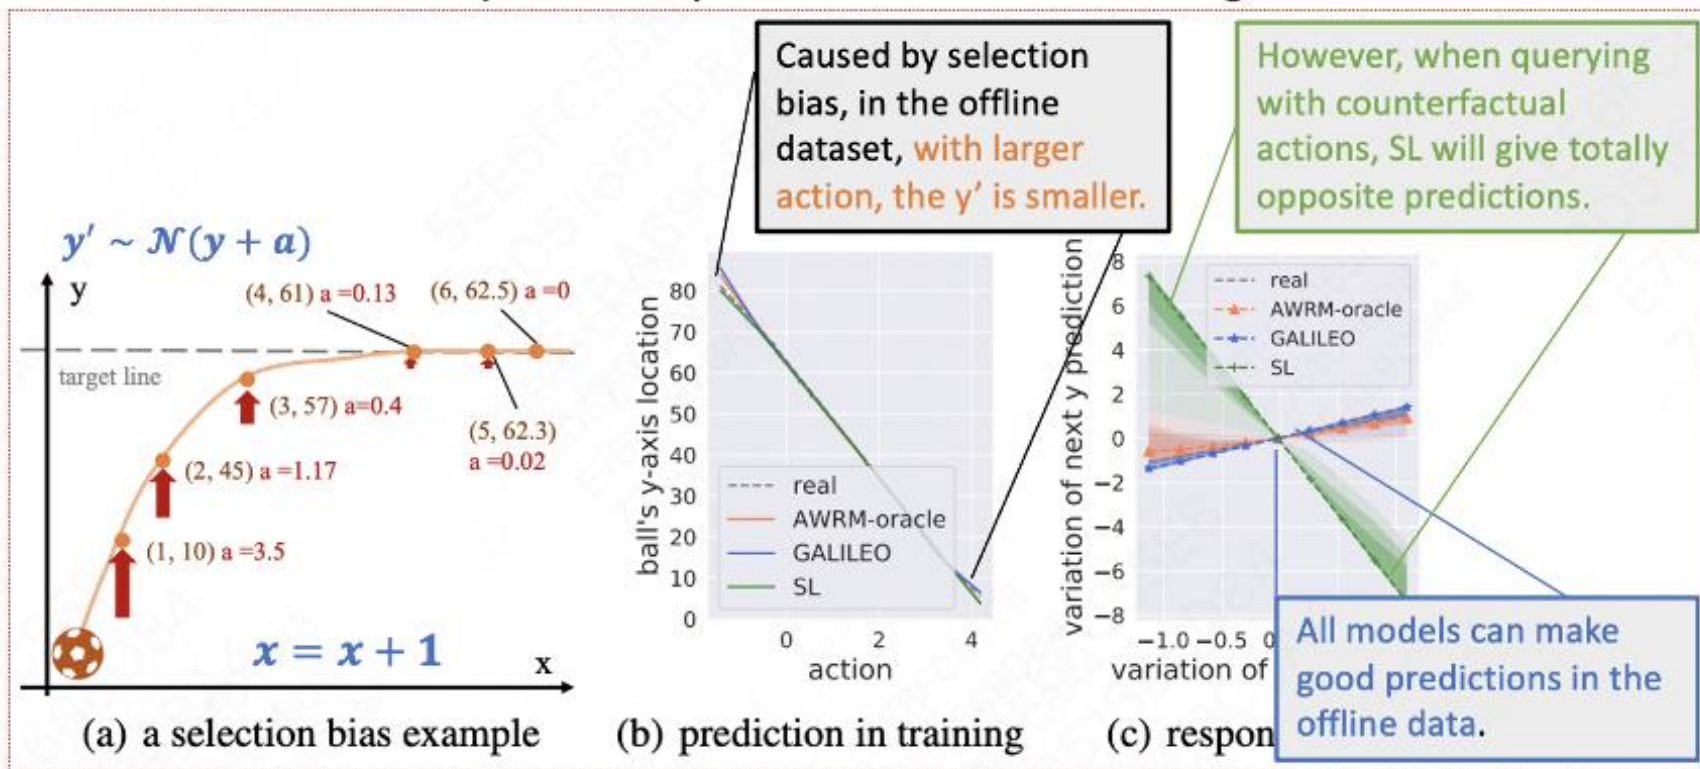 Caused by selection
bias, in the offline
dataset, with larger
action, the y' is smaller.
However, when querying
with counterfactual
actions, SL will give totally
opposite predictions.
y' ~ N(y + a)
y
(4, 61) a =0.13
(6, 62.5) a =0
target line
(3, 57) a=0.4
(5, 62.3)
a =0.02
(2, 45) a =1.17
(1, 10) a =3.5
x = x + 1
x
(a) a selection bias example
ball's y-axis location
80
70
60
50
40
30
20
10
0
real
AWRM-oracle
GALILEO
SL
0 2 4
action
(b) prediction in training
variation of next y prediction
8
6
4
2
0
−2
−4
−6
−8
real
AWRM-oracle
GALILEO
SL
−1.0 −0.5 0
variation of
(c) respon
All models can make
good predictions in the
offline data.